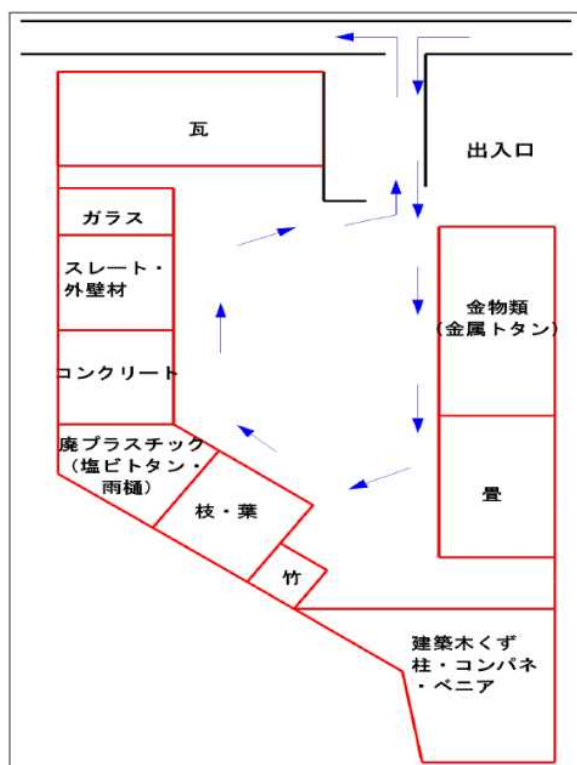 瓦
出入口
ガラス
スレート・
外壁材
金物類
(金属トタン)
コンクリート
廃プラスチック
(塩ビトタン・
雨樋)
枝・葉
畳
竹
建築木くず
柱・コンパネ
・ベニア